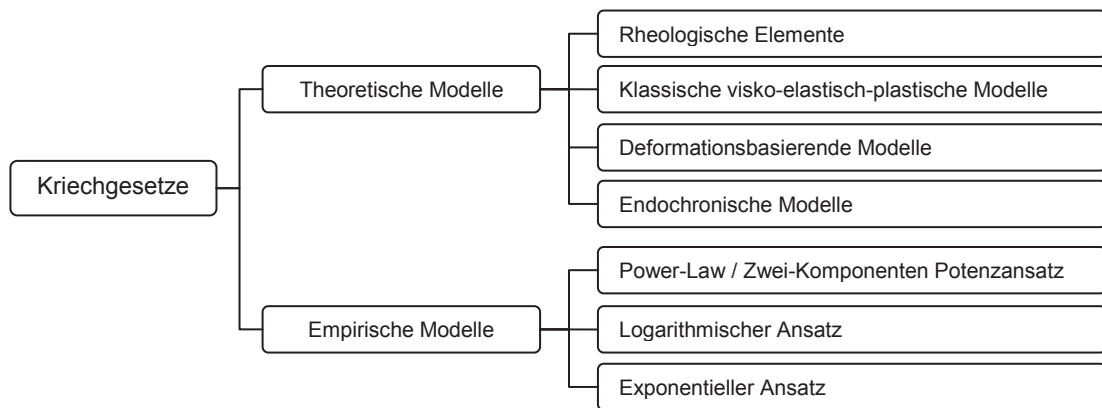 Kriechgesetze
Theoretische Modelle
Rheologische Elemente
Klassische visko-elastisch-plastische Modelle
Deformationsbasierende Modelle
Endochronische Modelle
Empirische Modelle
Power-Law / Zwei-Komponenten Potenzansatz
Logarithmischer Ansatz
Exponentieller Ansatz